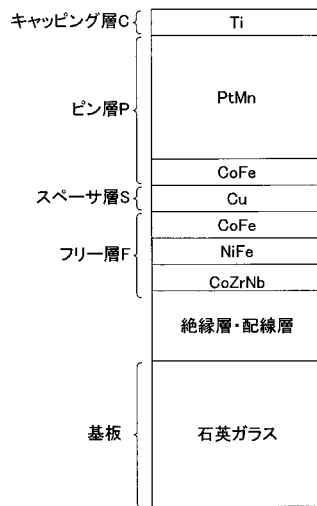 キャッピング層C
Ti
ピン層P
PtMn
CoFe
スペーサ層S
Cu
フリー層F
CoFe
NiFe
CoZrNb
絶縁層・配線層
基板
石英ガラス